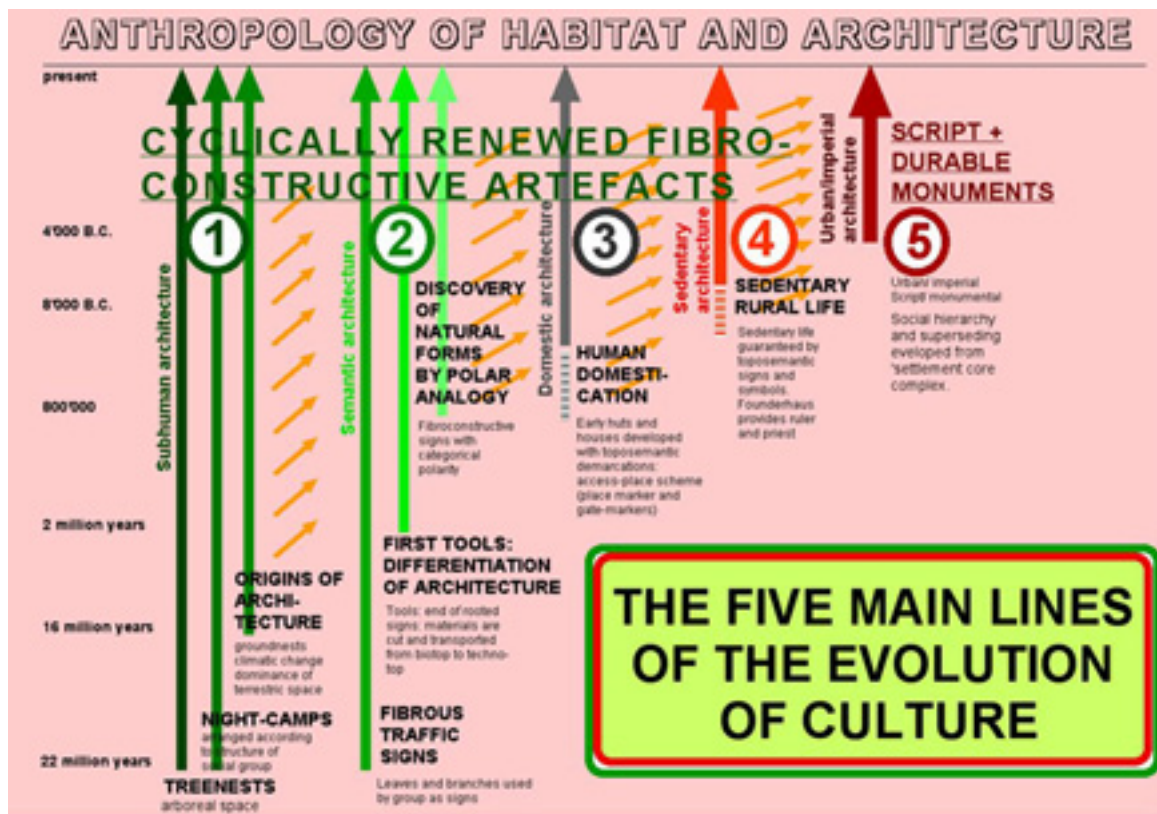 ANTHROPOLOGY OF HABITAT AND ARCHITECTURE
present
CYCLICALLY RENEWED FIBRO-
CONSTRUCTIVE ARTEFACTS
SCRIPT +
DURABLE
MONUMENTS
4'000 B.C.
8'000 B.C.
800'000
2 million years
16 million years
22 million years
Subhuman architecture
1
ORIGINS OF
ARCHI-
TECTURE
groundnests
climatic change
dominance of
terrestric space
NIGHT-CAMPS
arranged according
to structure of
social group
TREENESTS
arboreal space
Semantic architecture
2
DISCOVERY
OF
NATURAL
FORMS
BY POLAR
ANALOGY
Fibroconstructive
signs with
categorical
polarity
FIRST TOOLS:
DIFFERENTIATION
OF ARCHITECTURE
Tools: end of rooted
signs: materials are
cut and transported
from biotop to techno-
top
FIBROUS
TRAFFIC
SIGNS
Leaves and branches used
by group as signs
Domestic architecture
3
HUMAN
DOMESTI-
CATION
Early huts and
houses developed
with toposemantic
demarcations:
access-place scheme
(place marker and
gate-markers)
Sedentary
architecture
4
SEDENTARY
RURAL LIFE
Sedentary life
guaranteed by
toposemantic
signs and
symbols.
Founderhaus
provides ruler
and priest
Urban/imperial
architecture
5
Urban/ imperial
Script/ monumental
Social hierarchy
and superseding
eveloped from
'settlement core
complex.
THE FIVE MAIN LINES
OF THE EVOLUTION
OF CULTURE